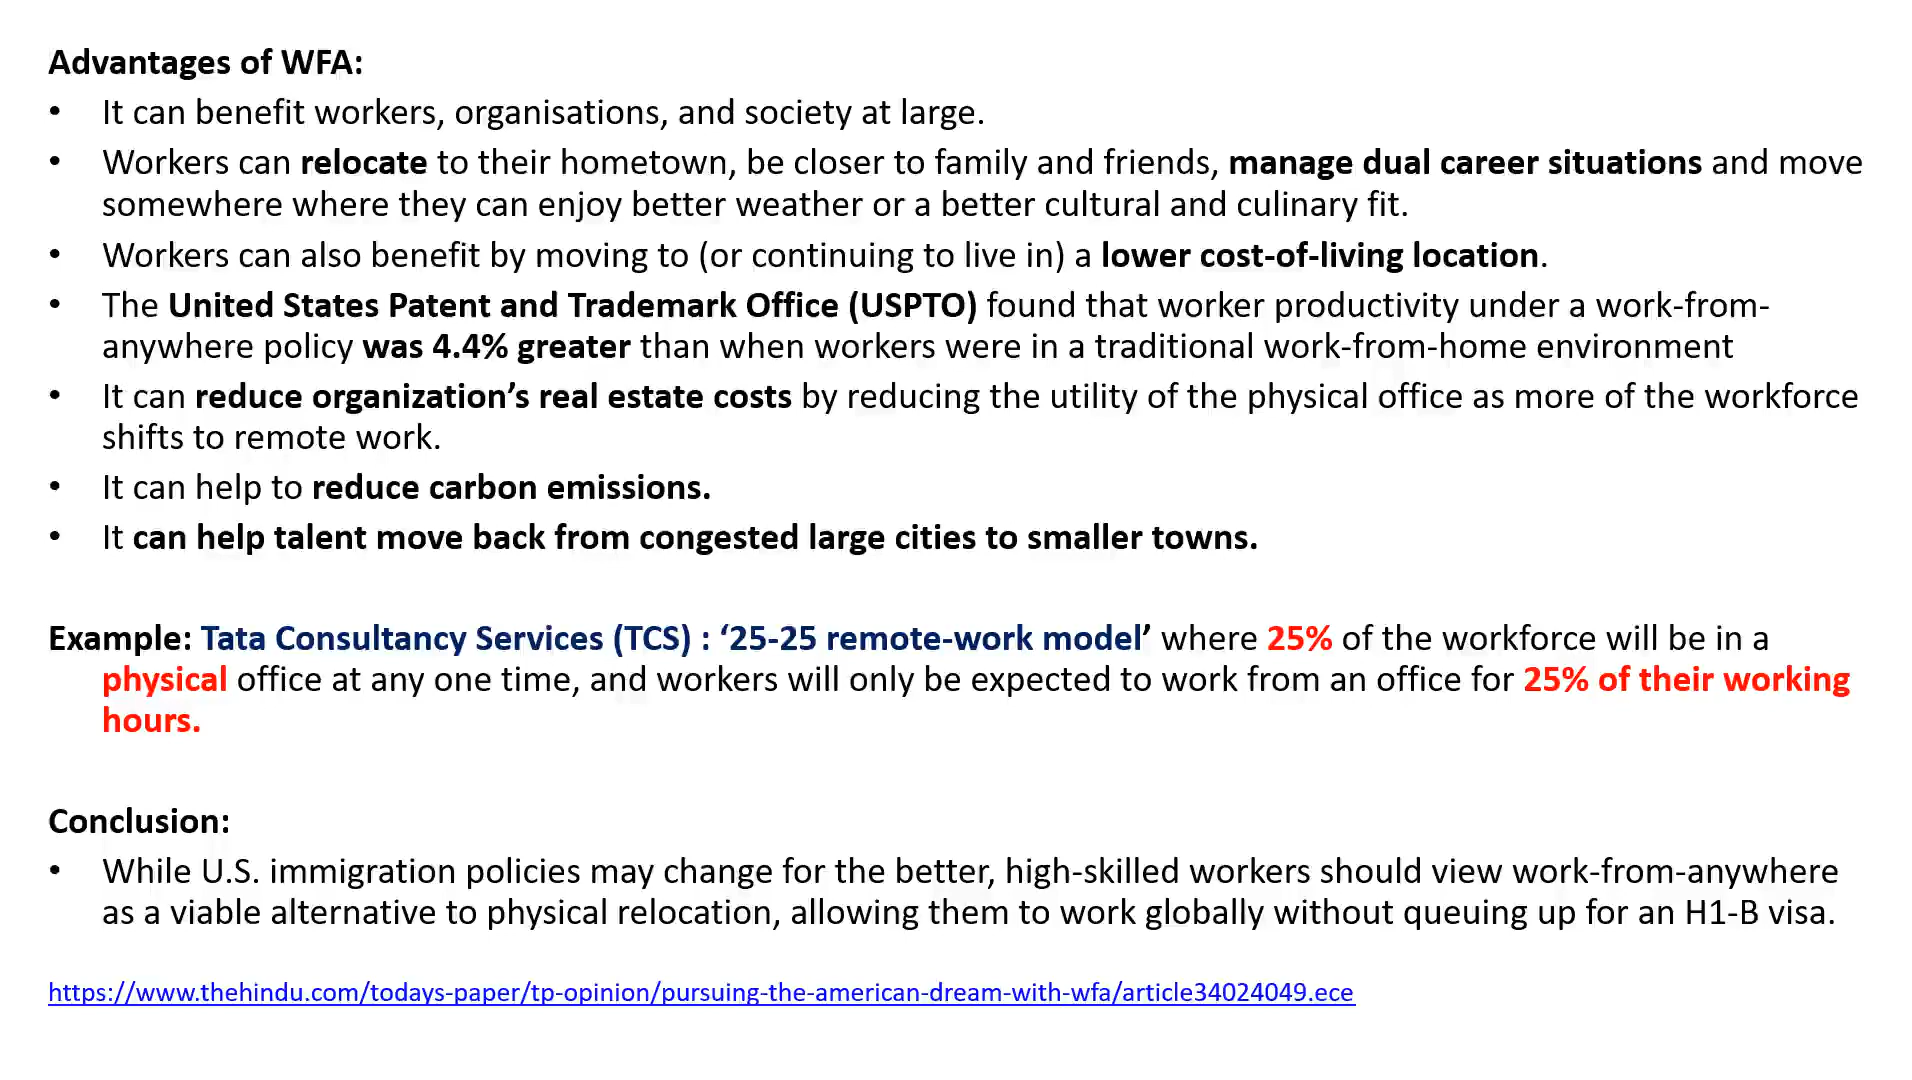 Advantages of WFA:
• It can benefit workers, organisations, and society at large.
• Workers can relocate to their hometown, be closer to family and friends, manage dual career situations and move
somewhere where they can enjoy better weather or a better cultural and culinary fit.
• Workers can also benefit by moving to (or continuing to live in) a lower cost-of-living location.
• The United States Patent and Trademark Office (USPTO) found that worker productivity under a work-from-
anywhere policy was 4.4% greater than when workers were in a traditional work-from-home environment
• It can reduce organization’s real estate costs by reducing the utility of the physical office as more of the workforce
shifts to remote work.
• It can help to reduce carbon emissions.
• It can help talent move back from congested large cities to smaller towns.
Example: Tata Consultancy Services (TCS) : ‘25-25 remote-work model’ where 25% of the workforce will be in a
physical office at any one time, and workers will only be expected to work from an office for 25% of their working
hours.
Conclusion:
• While U.S. immigration policies may change for the better, high-skilled workers should view work-from-anywhere
as a viable alternative to physical relocation, allowing them to work globally without queuing up for an H1-B visa.
https://www.thehindu.com/todays-paper/tp-opinion/pursuing-the-american-dream-with-wfa/article34024049.ece